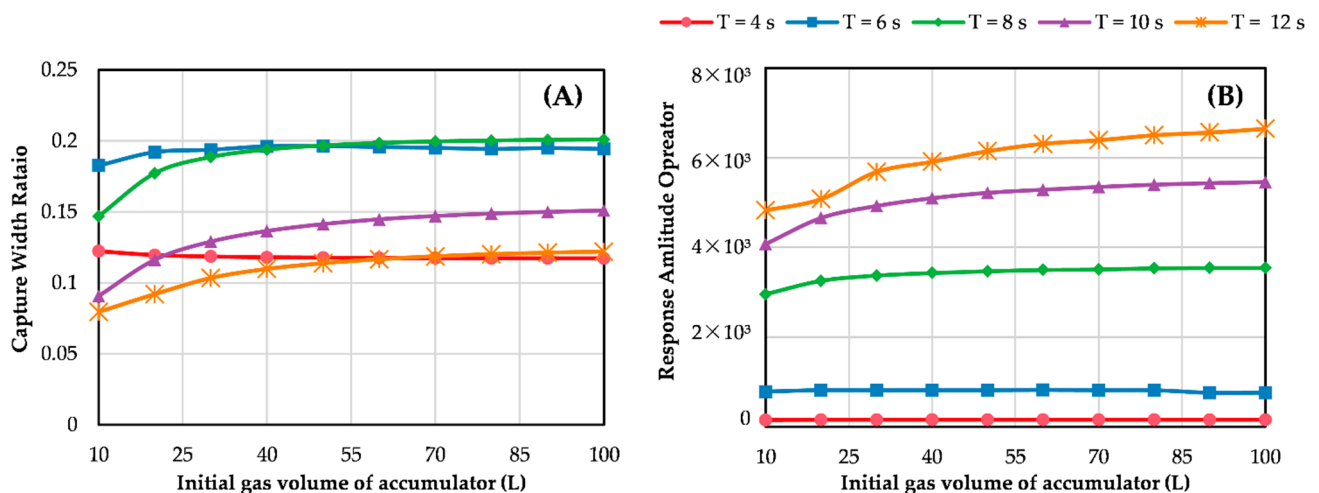 T = 4 s T = 6 s T = 8 s T = 10 s T = 12 s
(A)
Capture Width Rataio
0.25
0.2
0.15
0.1
0.05
0
10 25 40 55 70 85 100
Initial gas volume of accumulator (L)
(B)
Response Amlitude Opreator
8×10³
6×10³
4×10³
2×10³
0
10 25 40 55 70 85 100
Initial gas volume of accumulator (L)